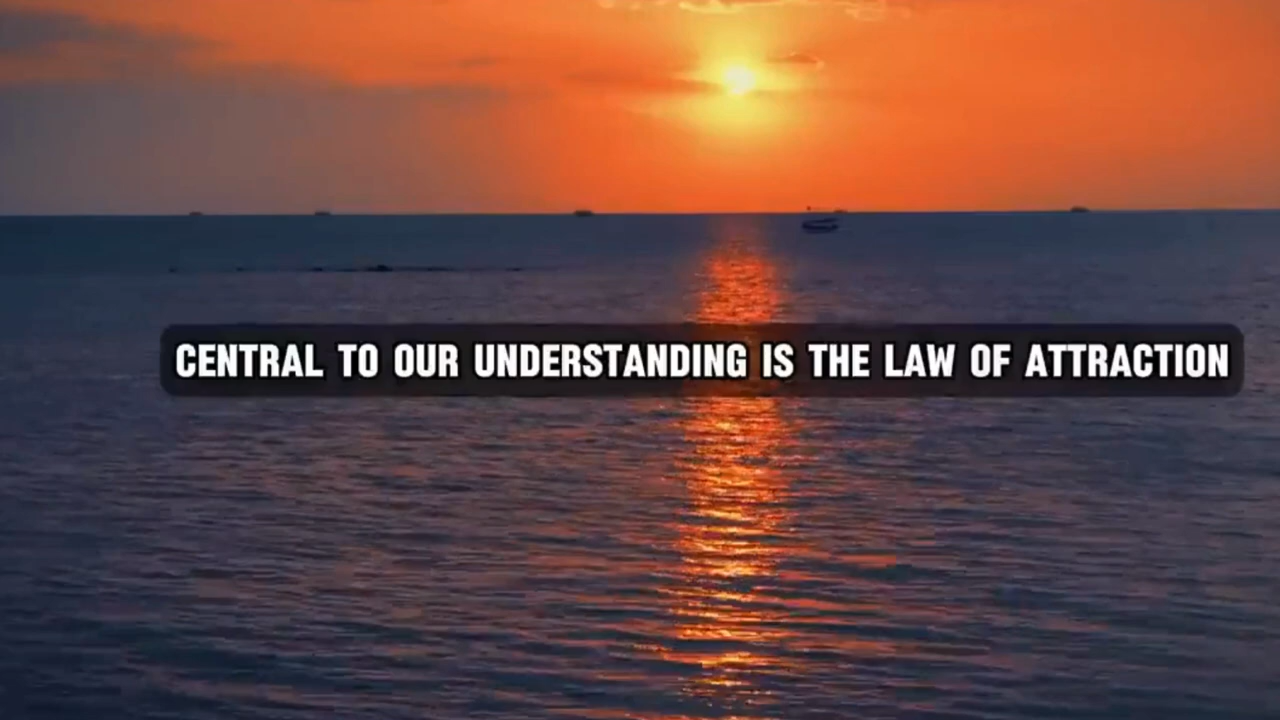 CENTRAL TO OUR UNDERSTANDING IS THE LAW OF ATTRACTION